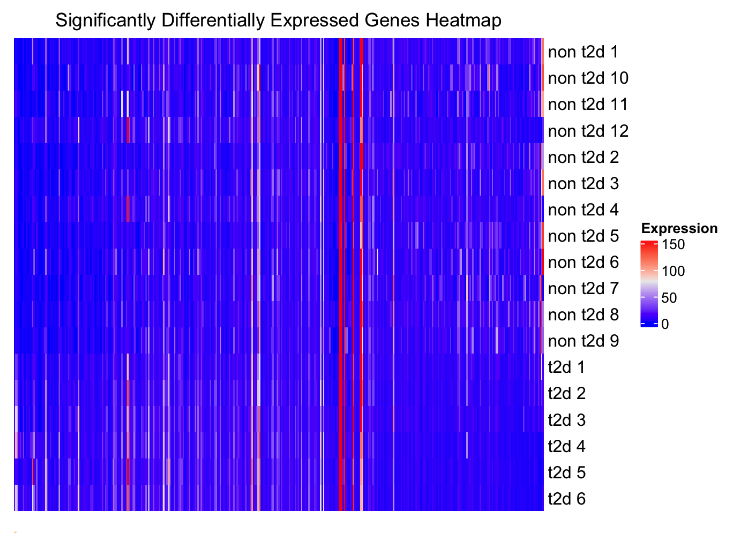 Significantly Differentially Expressed Genes Heatmap
non t2d 1
non t2d 10
non t2d 11
non t2d 12
non t2d 2
non t2d 3
non t2d 4
non t2d 5
non t2d 6
non t2d 7
non t2d 8
non t2d 9
t2d 1
t2d 2
t2d 3
t2d 4
t2d 5
t2d 6
Expression
150
100
50
0